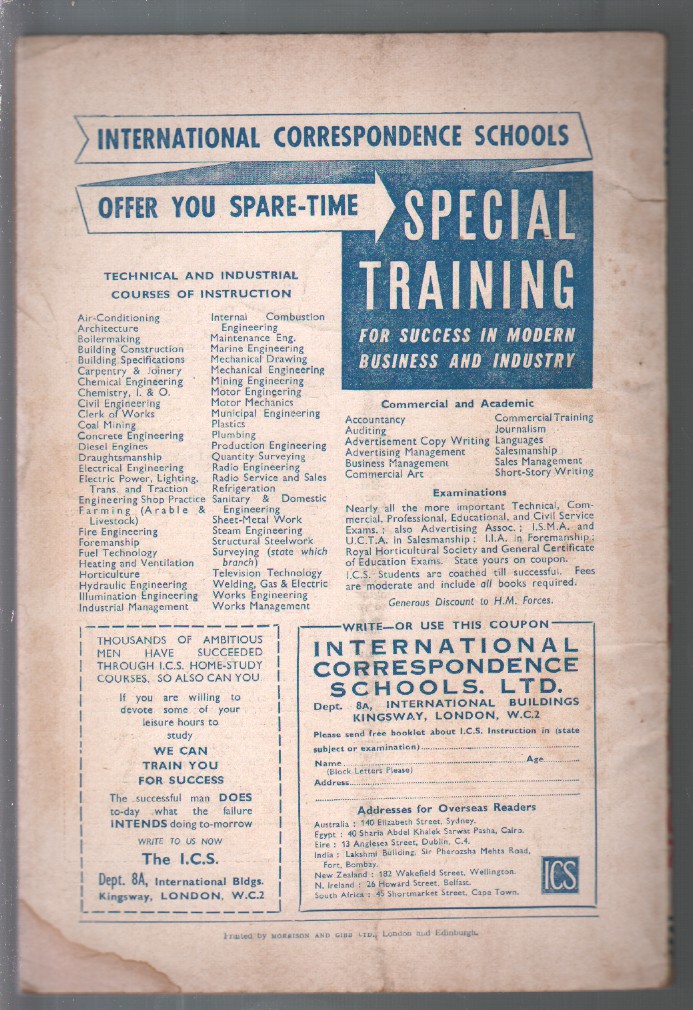 INTERNATIONAL CORRESPONDENCE SCHOOLS
OFFER YOU SPARE-TIME
SPECIAL
TRAINING
FOR SUCCESS IN MODERN
BUSINESS AND INDUSTRY
TECHNICAL AND INDUSTRIAL
COURSES OF INSTRUCTION
Air-Conditioning
Architecture
Boilermaking
Building Construction
Building Specifications
Carpentry & Joinery
Chemical Engineering
Chemistry, I. & O.
Civil Engineering
Clerk of Works
Coal Mining
Concrete Engineering
Diesel Engines
Draughtsmanship
Electrical Engineering
Electric Power, Lighting,
Trans. and Traction
Engineering Shop Practice
Farming (Arable &
Livestock)
Fire Engineering
Foremanship
Fuel Technology
Heating and Ventilation
Horticulture
Hydraulic Engineering
Illumination Engineering
Industrial Management
Internal Combustion
Engineering
Maintenance Eng.
Marine Engineering
Mechanical Drawing
Mechanical Engineering
Mining Engineering
Motor Engineering
Motor Mechanics
Municipal Engineering
Plastics
Plumbing
Production Engineering
Quantity Surveying
Radio Engineering
Radio Service and Sales
Refrigeration
Sanitary & Domestic
Engineering
Sheet-Metal Work
Steam Engineering
Structural Steelwork
Surveying (state which
branch)
Television Technology
Welding, Gas & Electric
Works Engineering
Works Management
Commercial and Academic
Accountancy
Auditing
Advertisement Copy Writing
Advertising Management
Business Management
Commercial Art
Commercial Training
Journalism
Languages
Salesmanship
Sales Management
Short-Story Writing
Examinations
Nearly all the more important Technical, Com-
mercial, Professional, Educational, and Civil Service
Exams. ; also Advertising Assoc. ; I.S.M.A. and
U.C.T.A. in Salesmanship ; I.I.A. in Foremanship ;
Royal Horticultural Society and General Certificate
of Education Exams. State yours on coupon.
I.C.S. Students are coached till successful. Fees
are moderate and include all books required.
Generous Discount to H.M. Forces.
THOUSANDS OF AMBITIOUS
MEN HAVE SUCCEEDED
THROUGH I.C.S. HOME-STUDY
COURSES, SO ALSO CAN YOU
If you are willing to
devote some of your
leisure hours to
study
WE CAN
TRAIN YOU
FOR SUCCESS
The successful man DOES
to-day what the failure
INTENDS doing to-morrow
WRITE TO US NOW
The I.C.S.
Dept. 8A, International Bldgs.
Kingsway, LONDON, W.C.2
WRITE—OR USE THIS COUPON
INTERNATIONAL
CORRESPONDENCE
SCHOOLS. LTD.
Dept. 8A, INTERNATIONAL BUILDINGS
KINGSWAY, LONDON, W.C.2
Please send free booklet about I.C.S. Instruction in (state
subject or examination)
Name Age
(Block Letters Please)
Address
Addresses for Overseas Readers
Australia : 140 Elizabeth Street, Sydney.
Egypt : 40 Sharia Abdel Khalek Sarwat Pasha, Cairo.
Eire : 13 Anglesea Street, Dublin, C.4.
India : Lakshmi Building, Sir Pherozsha Mehta Road,
Fort, Bombay.
New Zealand : 182 Wakefield Street, Wellington.
N. Ireland : 26 Howard Street, Belfast.
South Africa : 45 Shortmarket Street, Cape Town.
ICS
Printed by MORRISON AND GIBB LTD., London and Edinburgh.